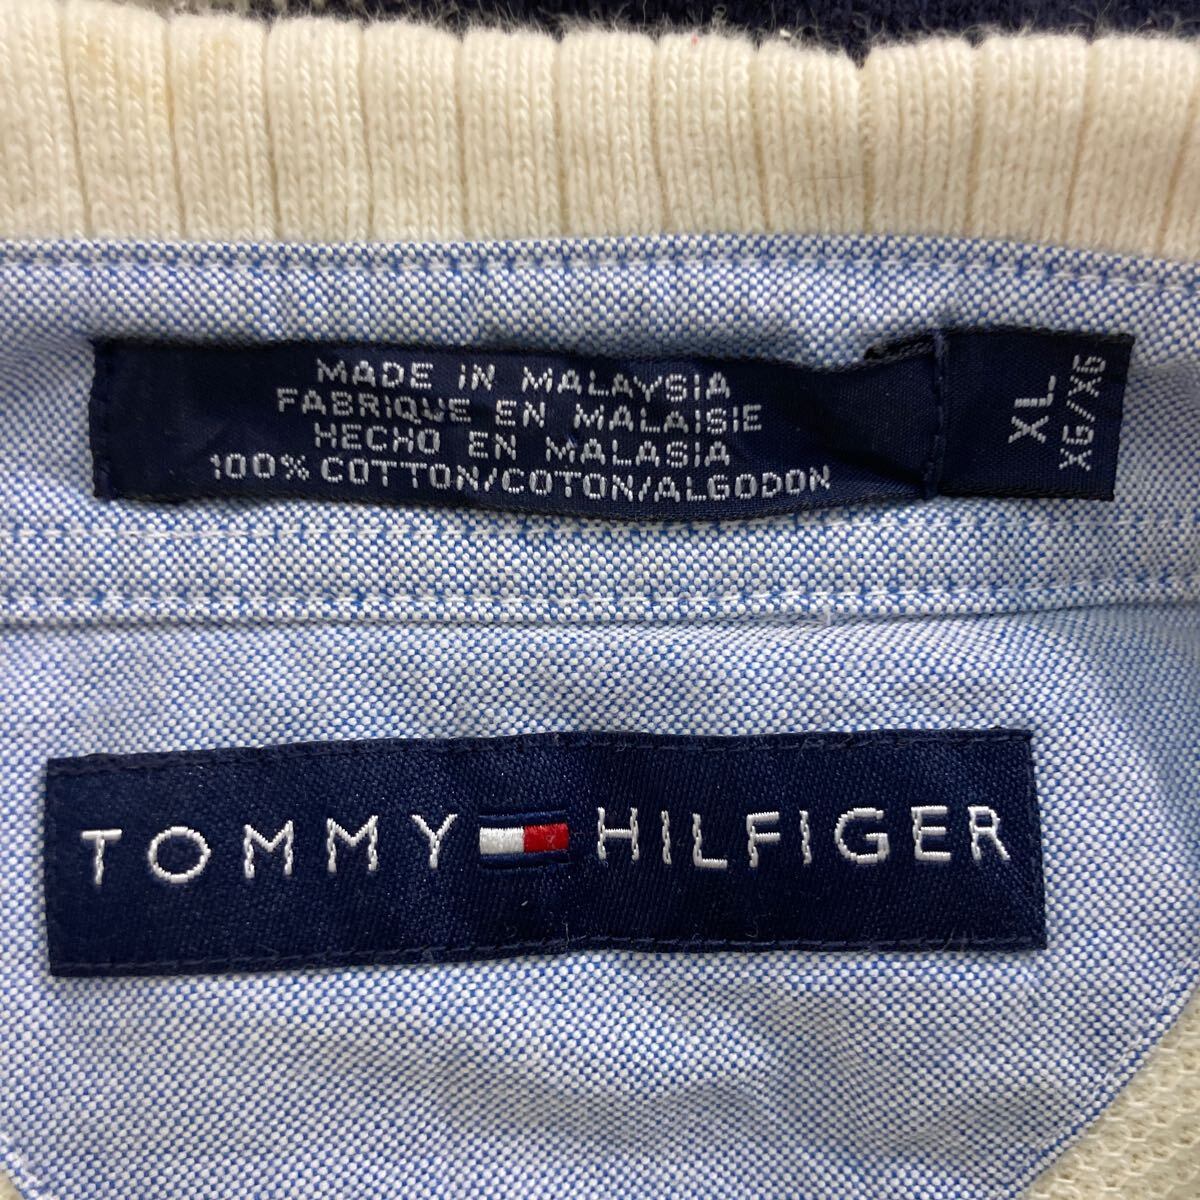 MADE IN MALAYSIA
FABRIQUE EN MALAISIE
HECHO EN MALASIA
100% COTTON/COTON/ALGODON
XL
XG/XG
TOMMY HILFIGER